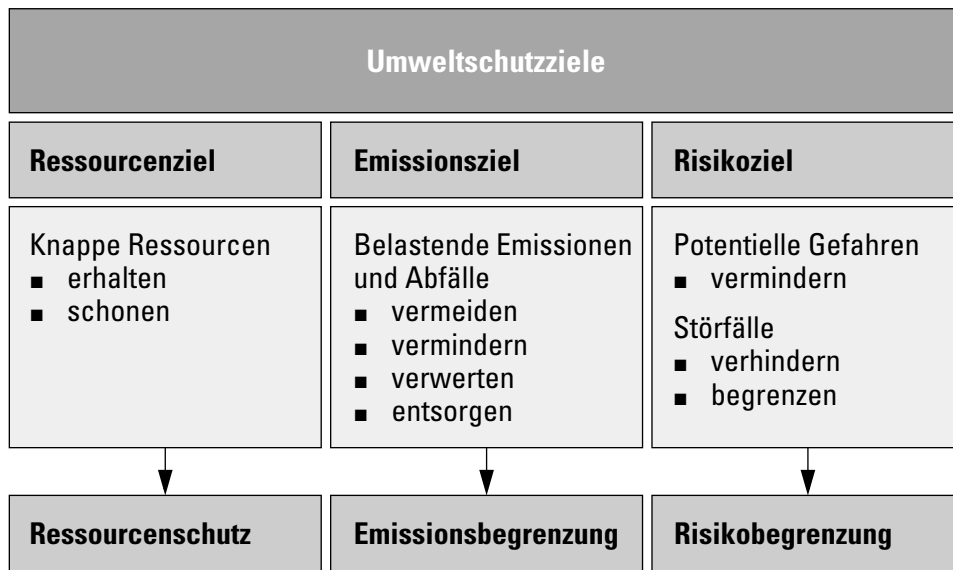 Umweltschutzziele
Ressourcenziel
Knappe Ressourcen
■ erhalten
■ schonen
Ressourcenschutz
Emissionsziel
Belastende Emissionen
und Abfälle
■ vermeiden
■ vermindern
■ verwerten
■ entsorgen
Emissionsbegrenzung
Risikoziel
Potentielle Gefahren
■ vermindern
Störfälle
■ verhindern
■ begrenzen
Risikobegrenzung